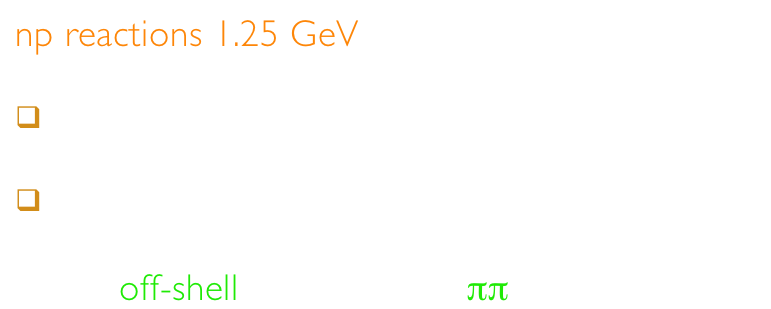 np reactions 1.25 GeV
❑
❑
off-shell ππ